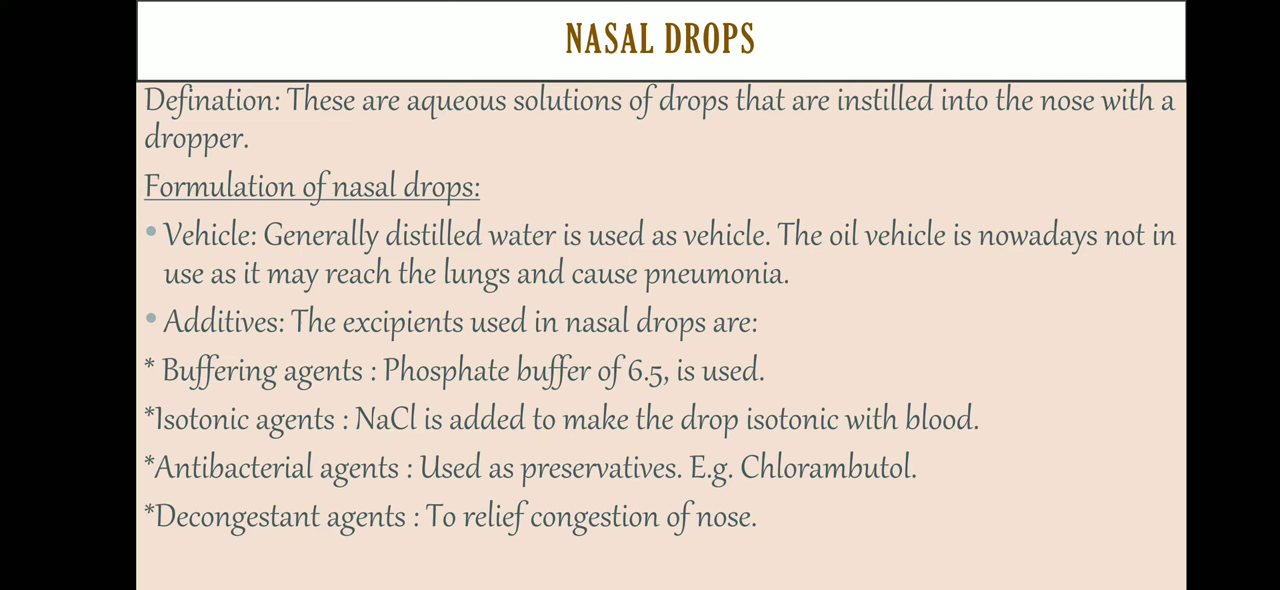 NASAL DROPS
Defination: These are aqueous solutions of drops that are instilled into the nose with a
dropper.
Formulation of nasal drops:
• Vehicle: Generally distilled water is used as vehicle. The oil vehicle is nowadays not in
use as it may reach the lungs and cause pneumonia.
• Additives: The excipients used in nasal drops are:
* Buffering agents : Phosphate buffer of 6.5, is used.
*Isotonic agents : NaCl is added to make the drop isotonic with blood.
*Antibacterial agents : Used as preservatives. E.g. Chlorambutol.
*Decongestant agents : To relief congestion of nose.